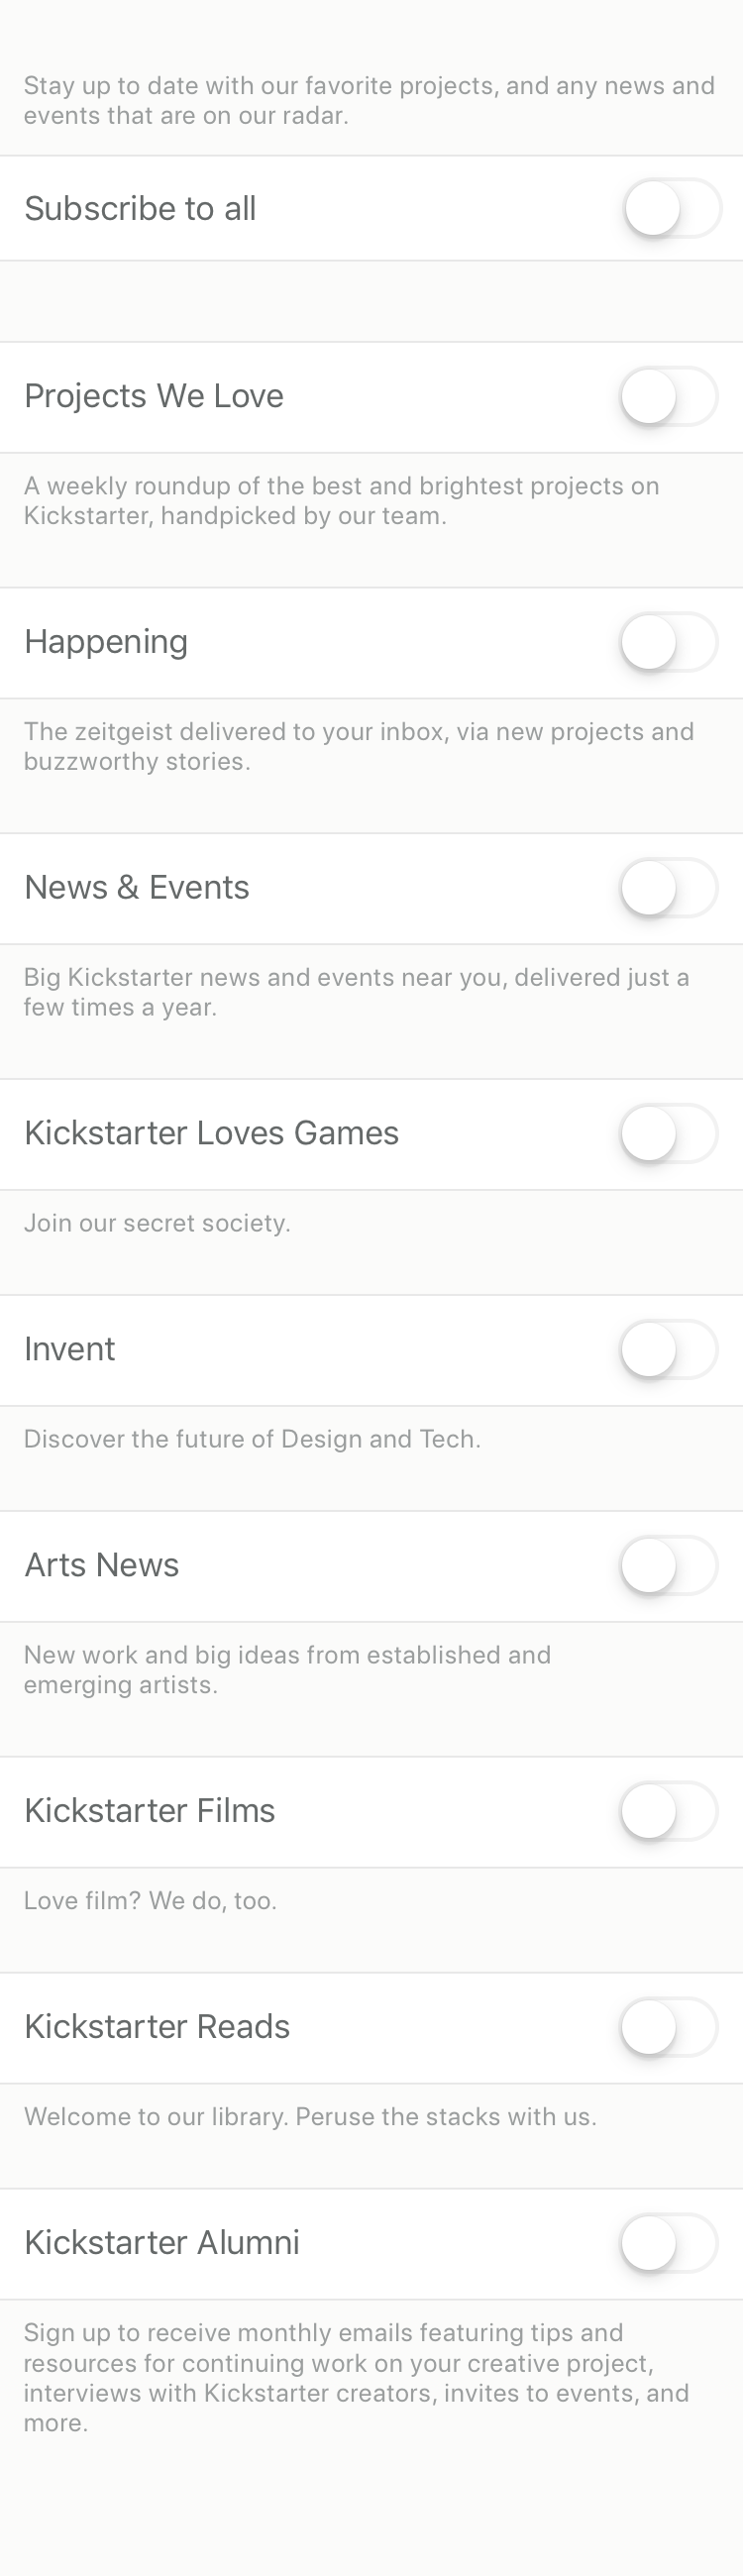 Stay up to date with our favorite projects, and any news and
events that are on our radar.
Subscribe to all
Projects We Love
A weekly roundup of the best and brightest projects on
Kickstarter, handpicked by our team.
Happening
The zeitgeist delivered to your inbox, via new projects and
buzzworthy stories.
News & Events
Big Kickstarter news and events near you, delivered just a
few times a year.
Kickstarter Loves Games
Join our secret society.
Invent
Discover the future of Design and Tech.
Arts News
New work and big ideas from established and
emerging artists.
Kickstarter Films
Love film? We do, too.
Kickstarter Reads
Welcome to our library. Peruse the stacks with us.
Kickstarter Alumni
Sign up to receive monthly emails featuring tips and
resources for continuing work on your creative project,
interviews with Kickstarter creators, invites to events, and
more.